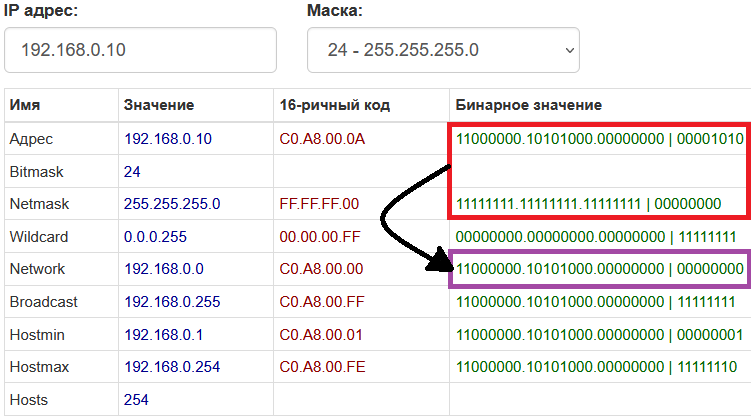 IP адрес: Маска:
192.168.0.10 24 - 255.255.255.0
Имя Значение 16-ричный код Бинарное значение
Адрес 192.168.0.10 C0.A8.00.0A 11000000.10101000.00000000 | 00001010
Bitmask 24
Netmask 255.255.255.0 FF.FF.FF.00 11111111.11111111.11111111 | 00000000
Wildcard 0.0.0.255 00.00.00.FF 00000000.00000000.00000000 | 11111111
Network 192.168.0.0 C0.A8.00.00 11000000.10101000.00000000 | 00000000
Broadcast 192.168.0.255 C0.A8.00.FF 11000000.10101000.00000000 | 11111111
Hostmin 192.168.0.1 C0.A8.00.01 11000000.10101000.00000000 | 00000001
Hostmax 192.168.0.254 C0.A8.00.FE 11000000.10101000.00000000 | 11111110
Hosts 254